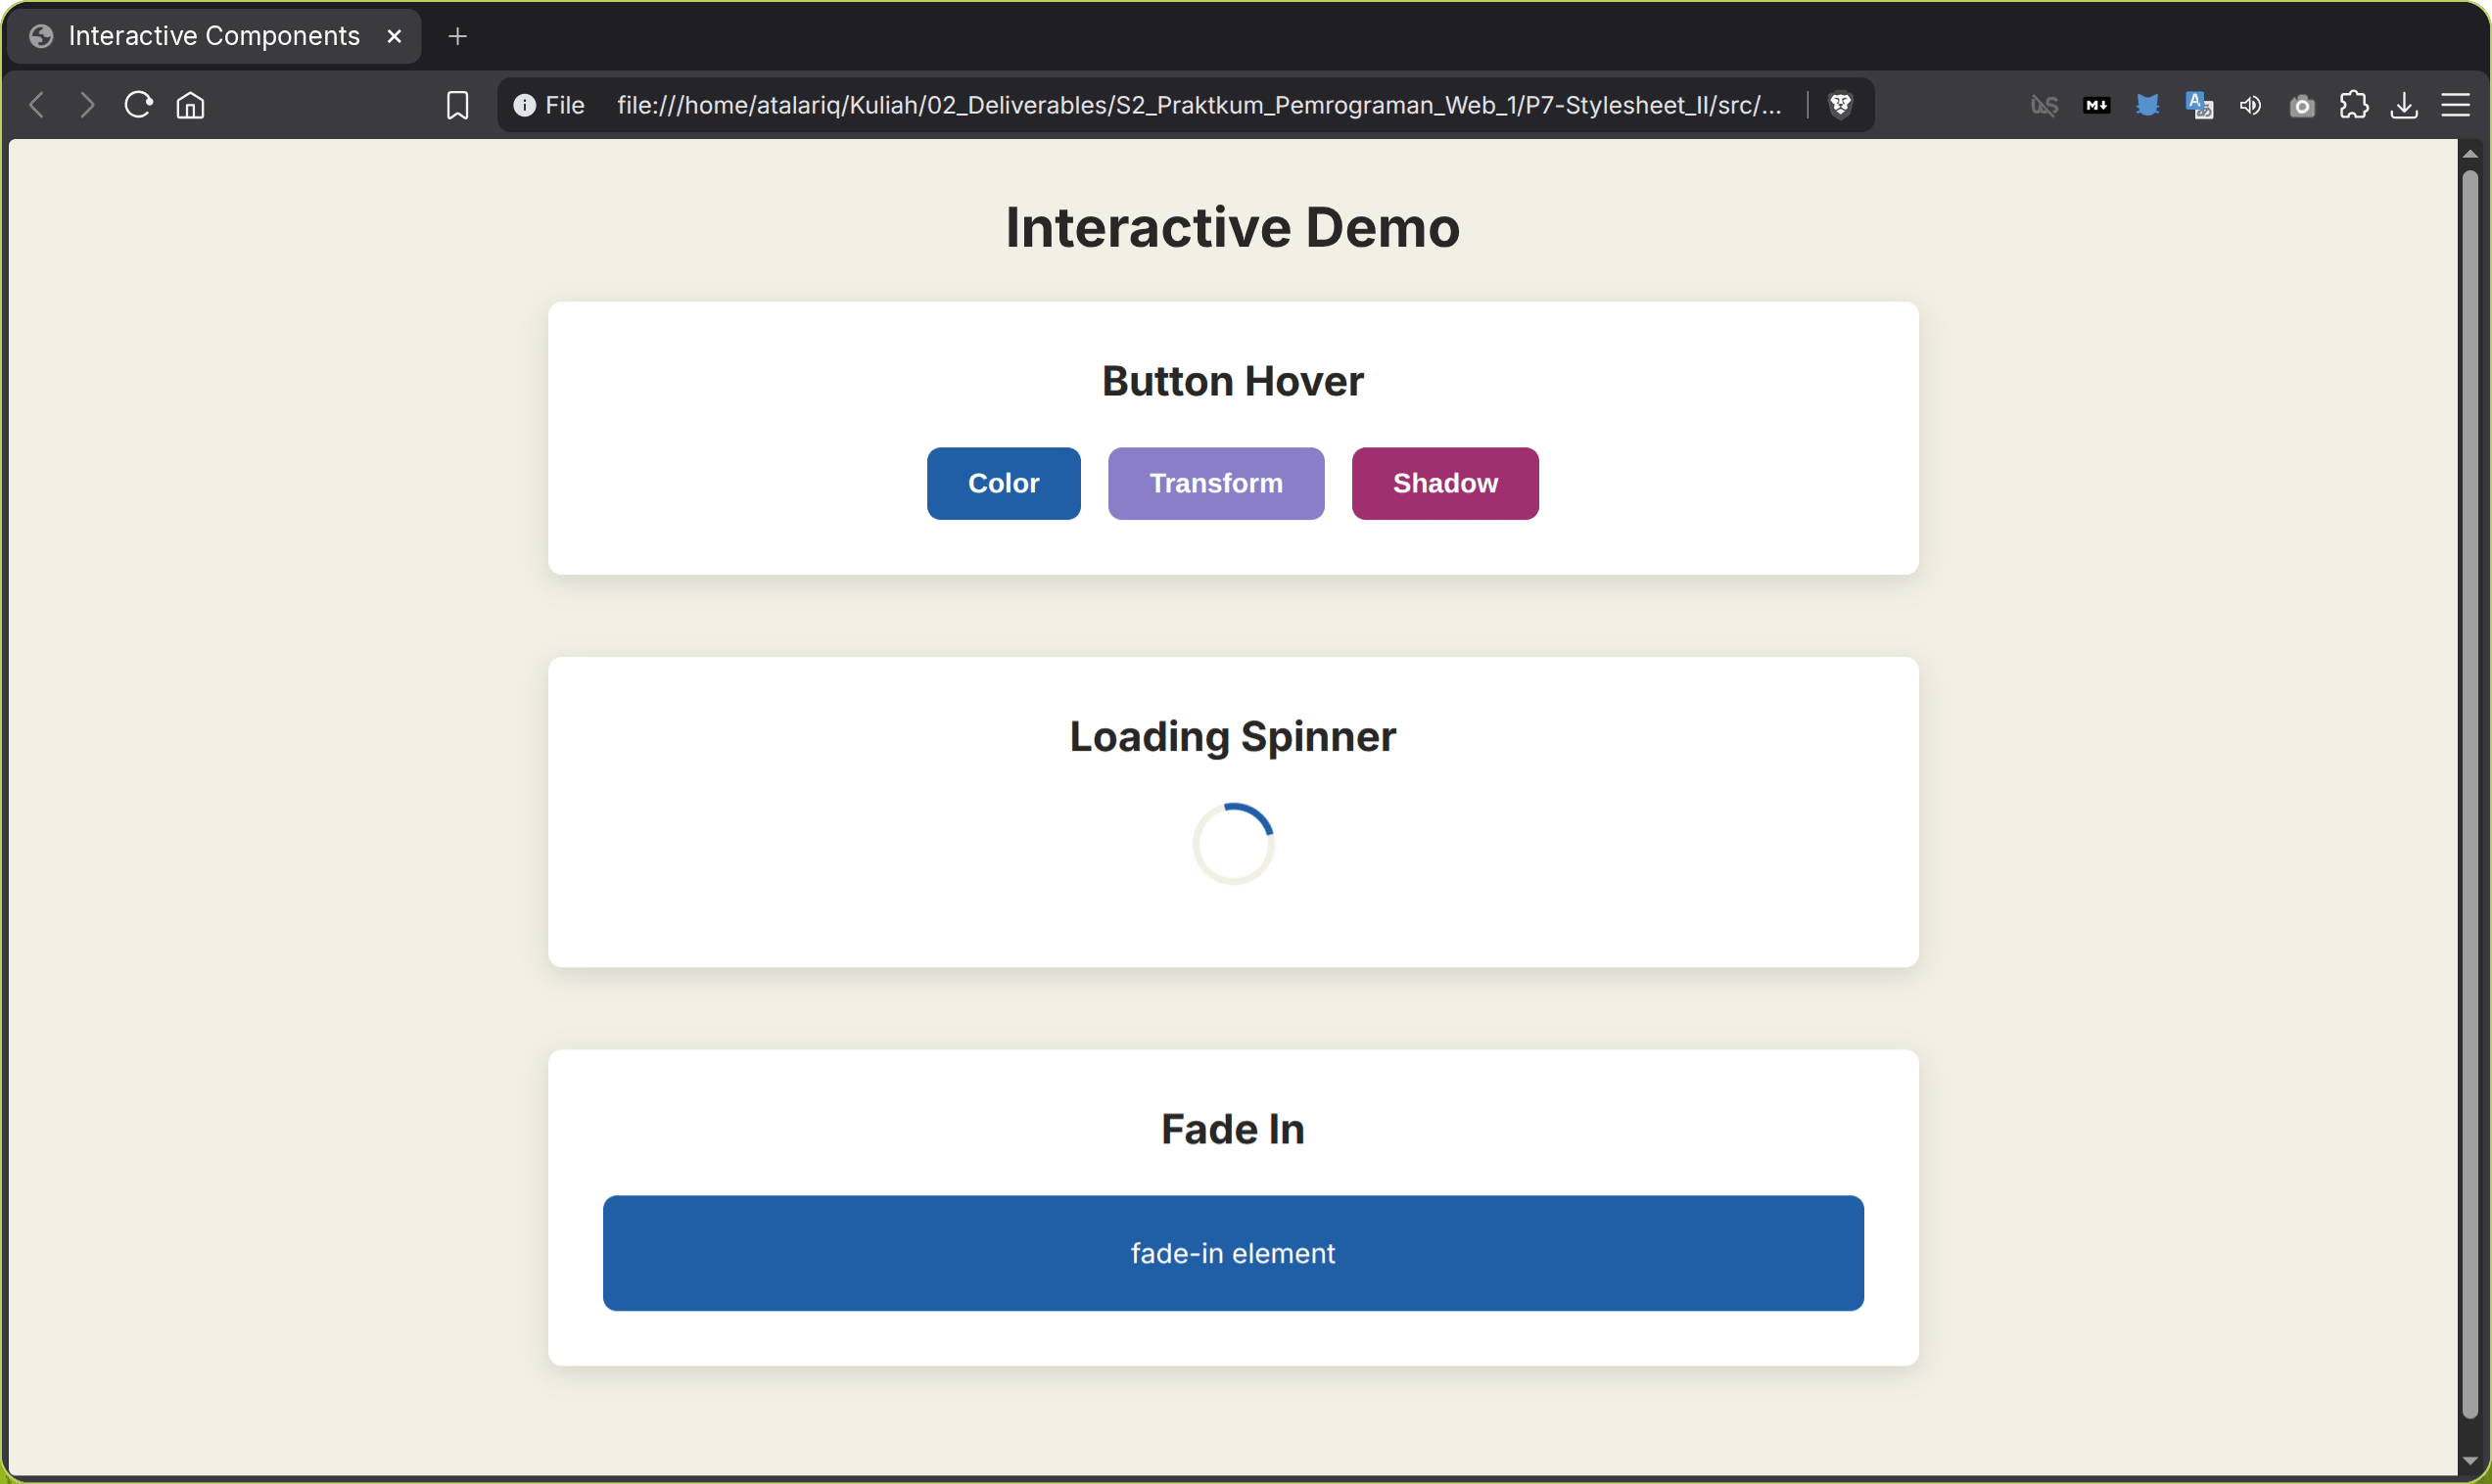 Interactive Components
File file:///home/atalariq/Kuliah/02_Deliverables/S2_Praktkum_Pemrograman_Web_1/P7-Stylesheet_II/src/...
Interactive Demo
Button Hover
Color Transform Shadow
Loading Spinner
Fade In
fade-in element